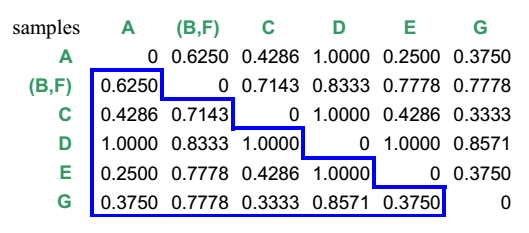 samples A (B,F) C D E G
A 0 0.6250 0.4286 1.0000 0.2500 0.3750
(B,F) 0.6250 0 0.7143 0.8333 0.7778 0.7778
C 0.4286 0.7143 0 1.0000 0.4286 0.3333
D 1.0000 0.8333 1.0000 0 1.0000 0.8571
E 0.2500 0.7778 0.4286 1.0000 0 0.3750
G 0.3750 0.7778 0.3333 0.8571 0.3750 0